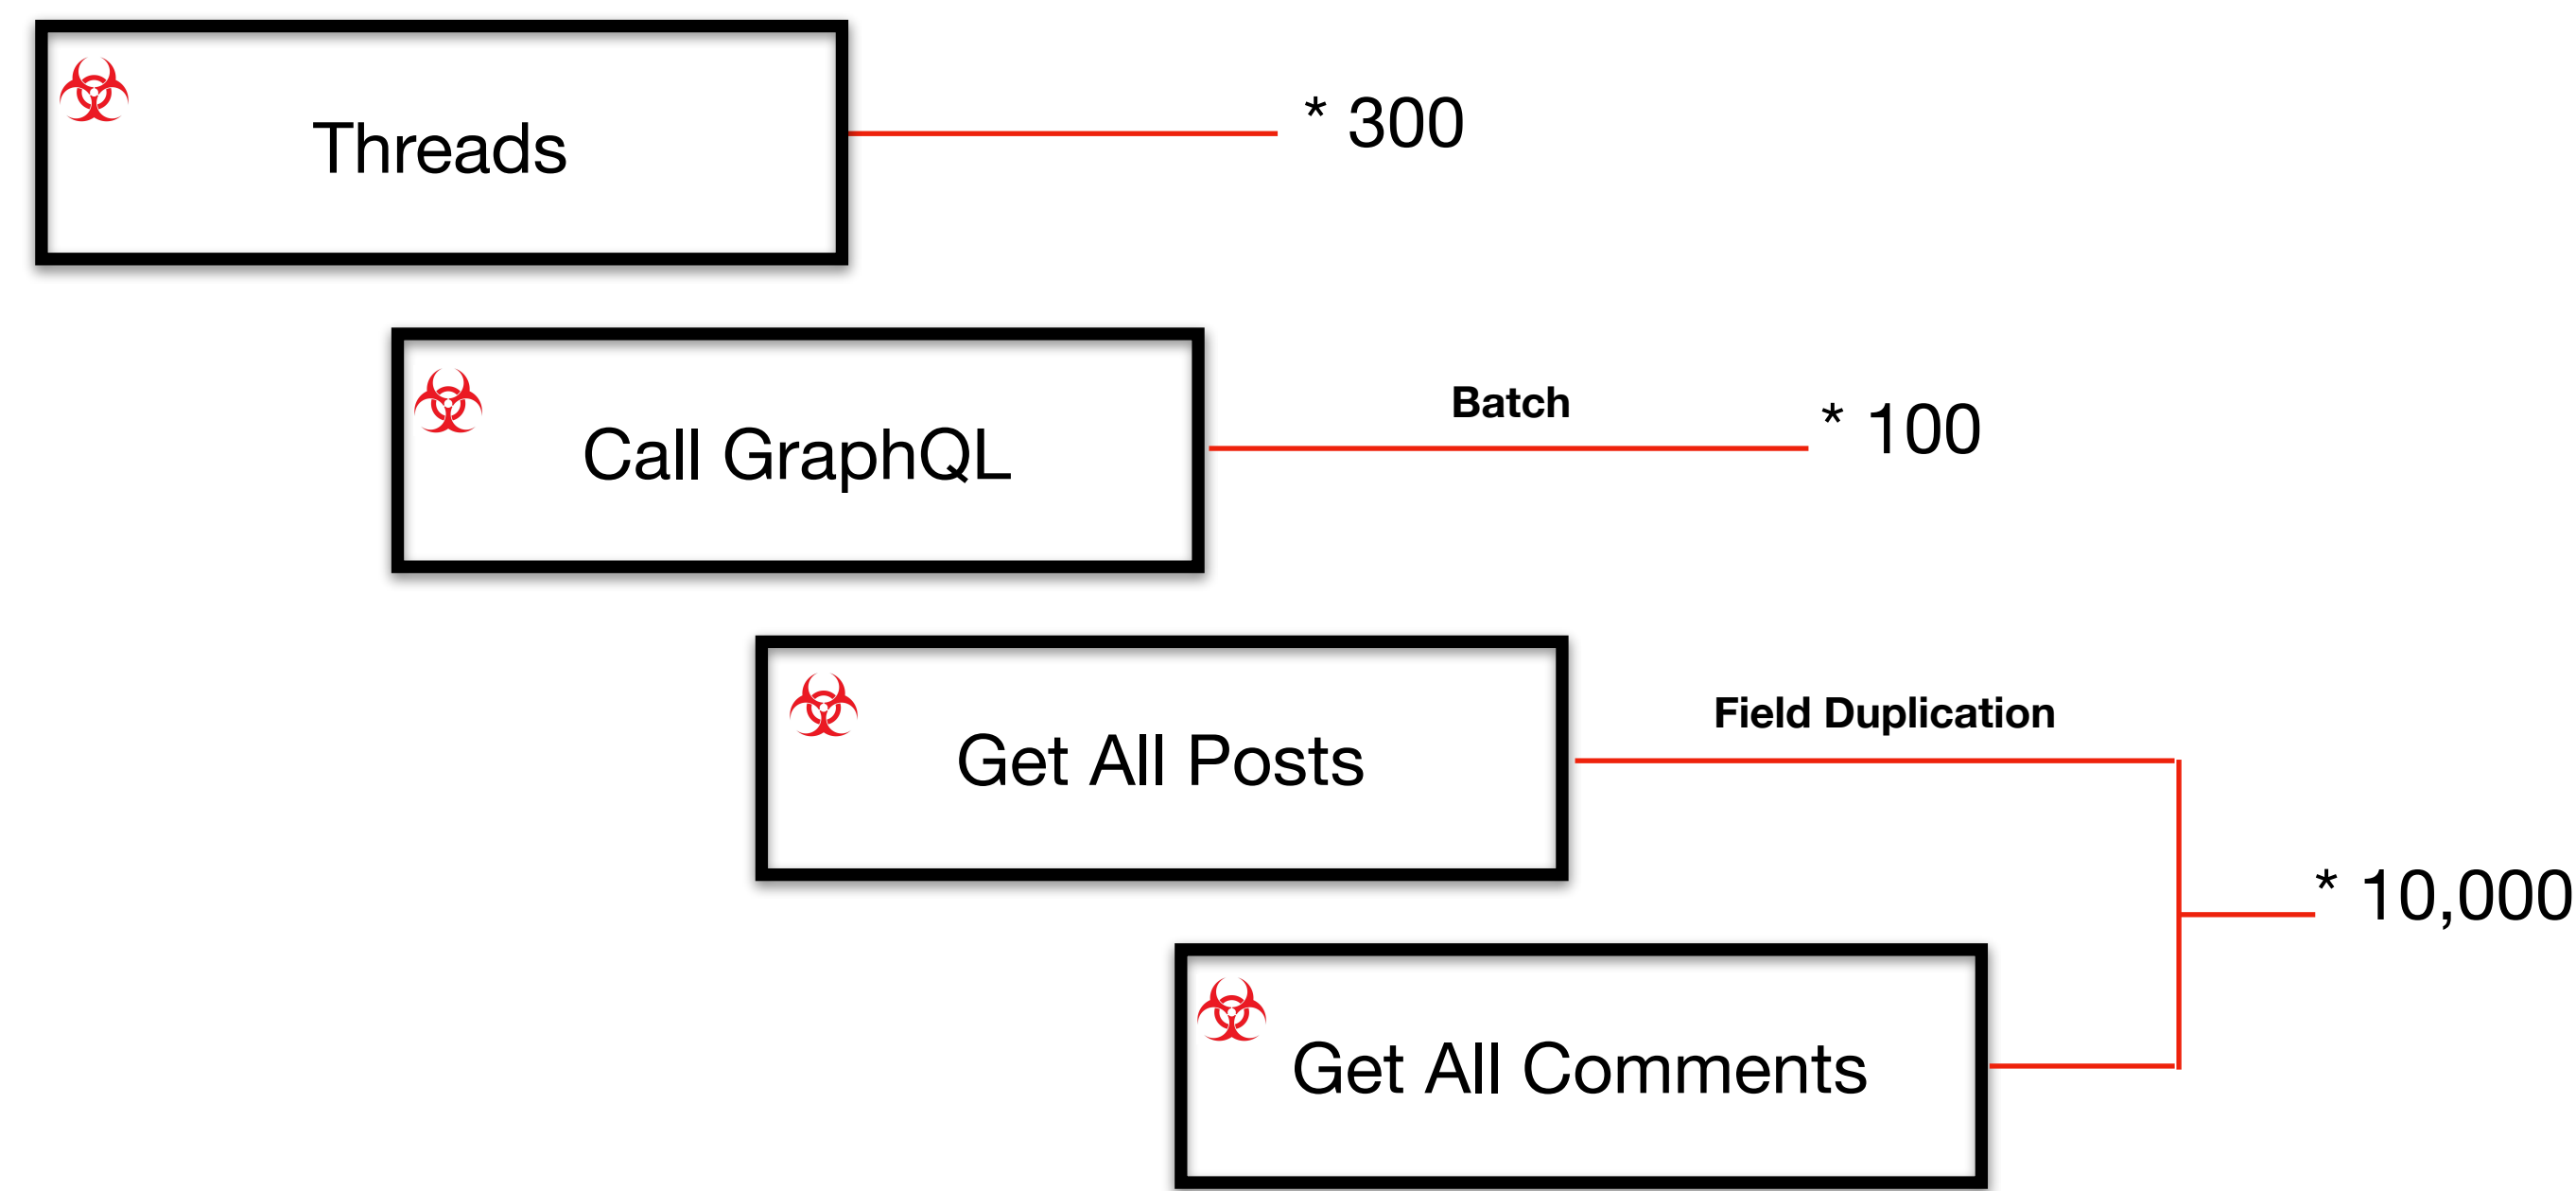 Threads
* 300
Call GraphQL
Batch
* 100
Get All Posts
Field Duplication
* 10,000
Get All Comments